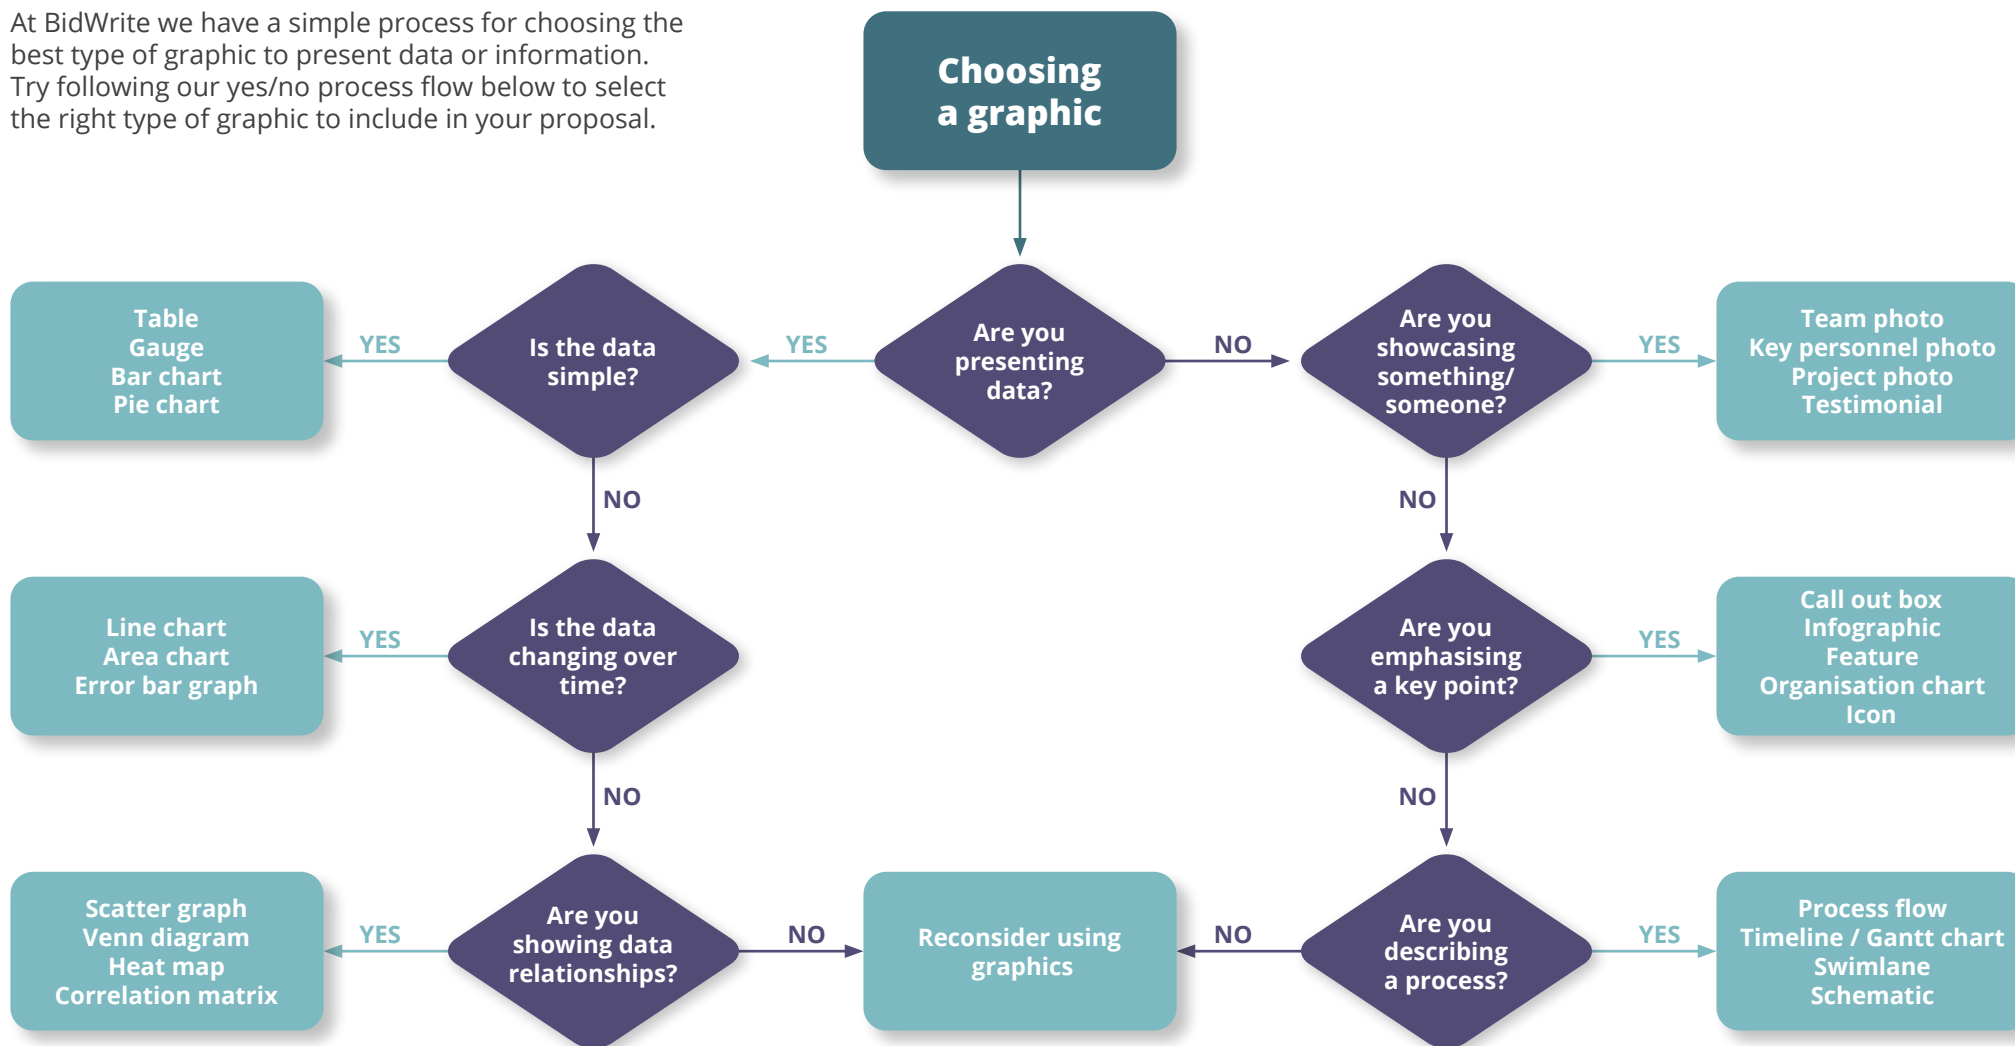 At BidWrite we have a simple process for choosing the
best type of graphic to present data or information.
Try following our yes/no process flow below to select
the right type of graphic to include in your proposal.
Choosing
a graphic
Table
Gauge
Bar chart
Pie chart
YES
Is the data
simple?
YES
Are you
presenting
data?
NO
Are you
showcasing
something/
someone?
YES
Team photo
Key personnel photo
Project photo
Testimonial
NO
NO
Line chart
Area chart
Error bar graph
YES
Is the data
changing over
time?
Are you
emphasising
a key point?
YES
Call out box
Infographic
Feature
Organisation chart
Icon
NO
NO
Scatter graph
Venn diagram
Heat map
Correlation matrix
YES
Are you
showing data
relationships?
NO
Reconsider using
graphics
NO
Are you
describing
a process?
YES
Process flow
Timeline / Gantt chart
Swimlane
Schematic